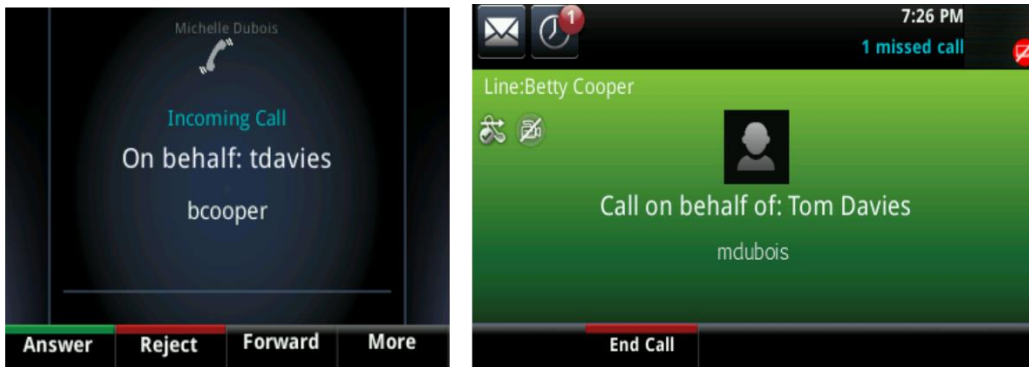 Michelle Dubois
Incoming Call
On behalf: tdavies
bcooper
Answer Reject Forward More
1
7:26 PM
1 missed call
Line:Betty Cooper
Call on behalf of: Tom Davies
mdubois
End Call